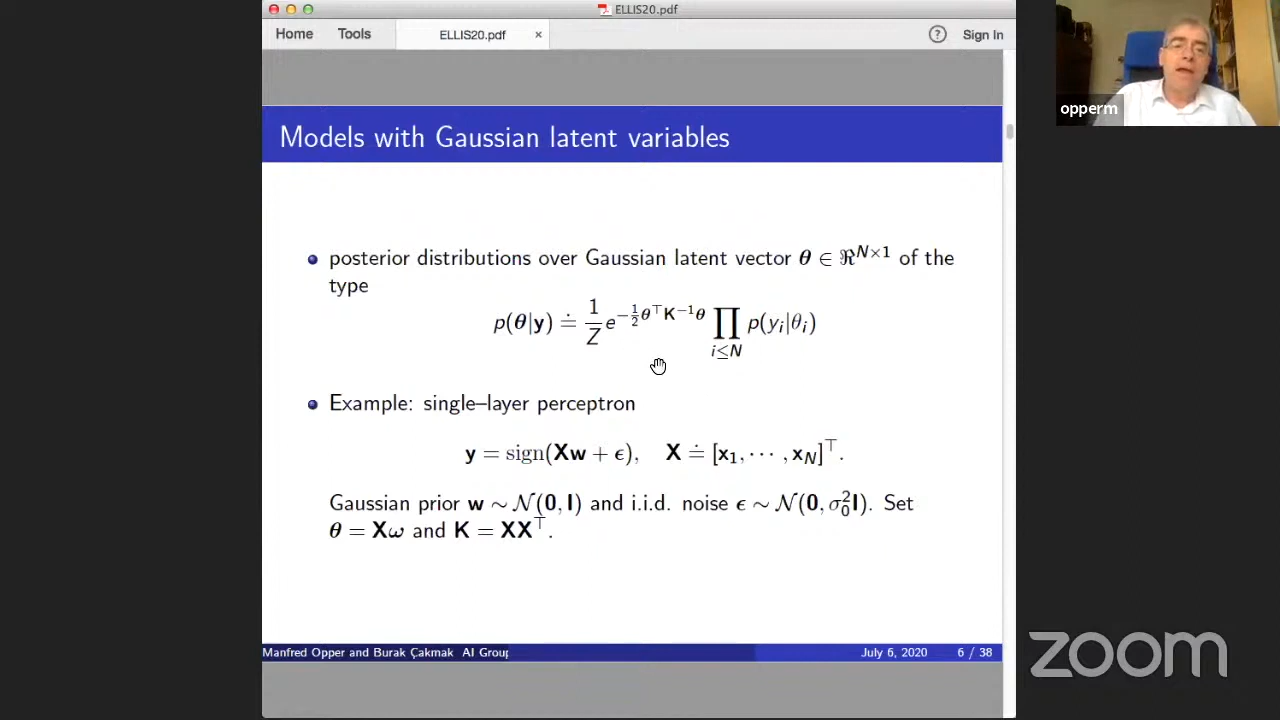 ELLIS20.pdf
Home Tools ELLIS20.pdf × ? Sign In
opperm
Models with Gaussian latent variables
posterior distributions over Gaussian latent vector θ ∈ ℜ^{N×1} of the
type
p(θ|y) ≐ \frac{1}{Z} e^{-\frac{1}{2}θ^⊤K^{-1}θ} ∏_{i≤N} p(y_i|θ_i)
Example: single–layer perceptron
y = sign(Xw + ϵ), X ≐ [x_1, ⋯ , x_N]^⊤.
Gaussian prior w ∼ N(0, I) and i.i.d. noise ϵ ∼ N(0, σ_0^2 I). Set
θ = Xω and K = XX^⊤.
Manfred Opper and Burak Çakmak AI Group July 6, 2020 6 / 38
zoom